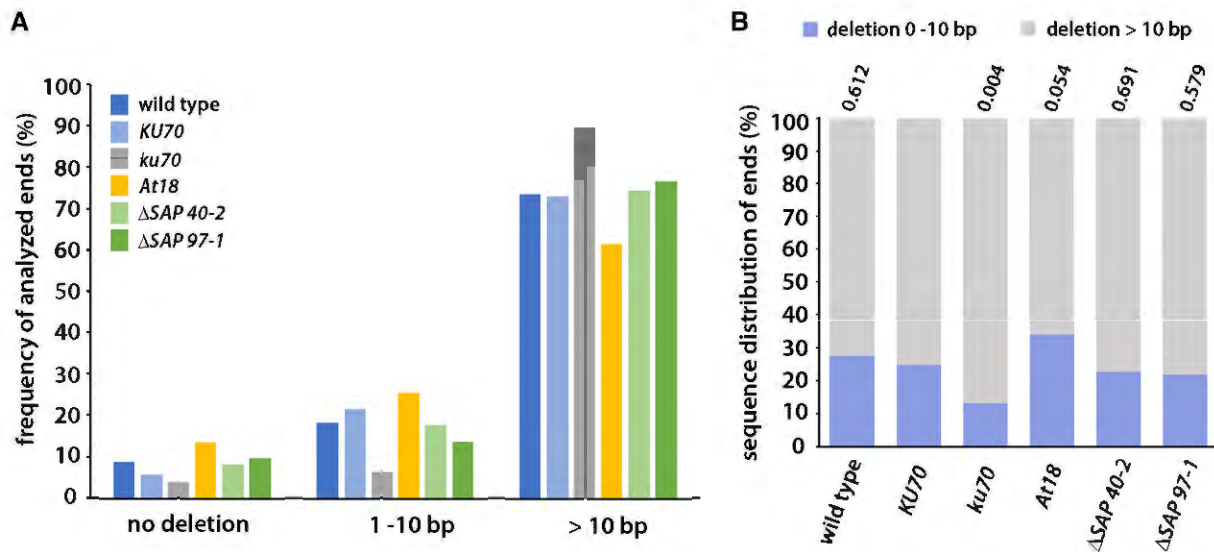 A
frequency of analyzed ends (%)
100
90
80
70
60
50
40
30
20
10
0
wild type
KU70
ku70
At18
ΔSAP 40-2
ΔSAP 97-1
no deletion
1 -10 bp
> 10 bp
B
deletion 0 -10 bp
deletion > 10 bp
0.612
0.004
0.054
0.691
0.579
sequence distribution of ends (%)
100
90
80
70
60
50
40
30
20
10
0
wild type
KU70
ku70
At18
ΔSAP 40-2
ΔSAP 97-1